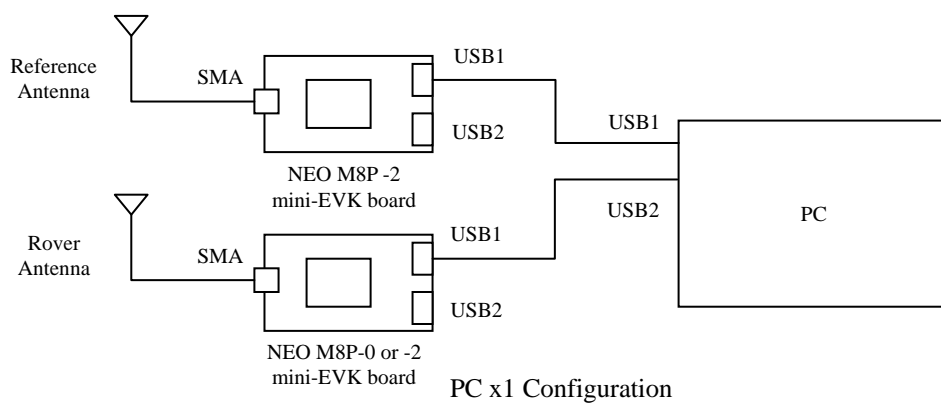 Reference
Antenna
SMA
USB1
USB2
NEO M8P -2
mini-EVK board
USB1
USB2
PC
Rover
Antenna
SMA
USB1
USB2
NEO M8P-0 or -2
mini-EVK board
PC x1 Configuration